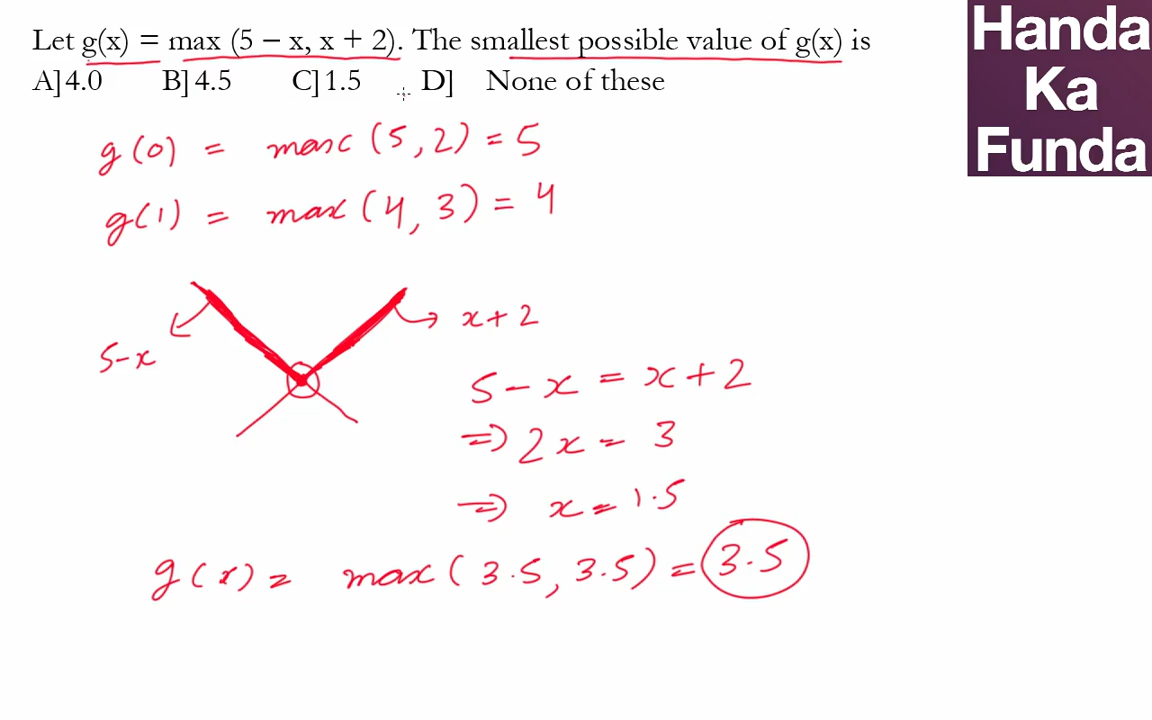 Let g(x) = max (5 – x, x + 2). The smallest possible value of g(x) is
A] 4.0 B] 4.5 C] 1.5 D] None of these
Handa
Ka
Funda
g(0) = max (5, 2) = 5
g(1) = max (4, 3) = 4
5-x
x+2
5-x = x+2
=> 2x = 3
=> x = 1.5
g(x) = max (3.5, 3.5) = 3.5